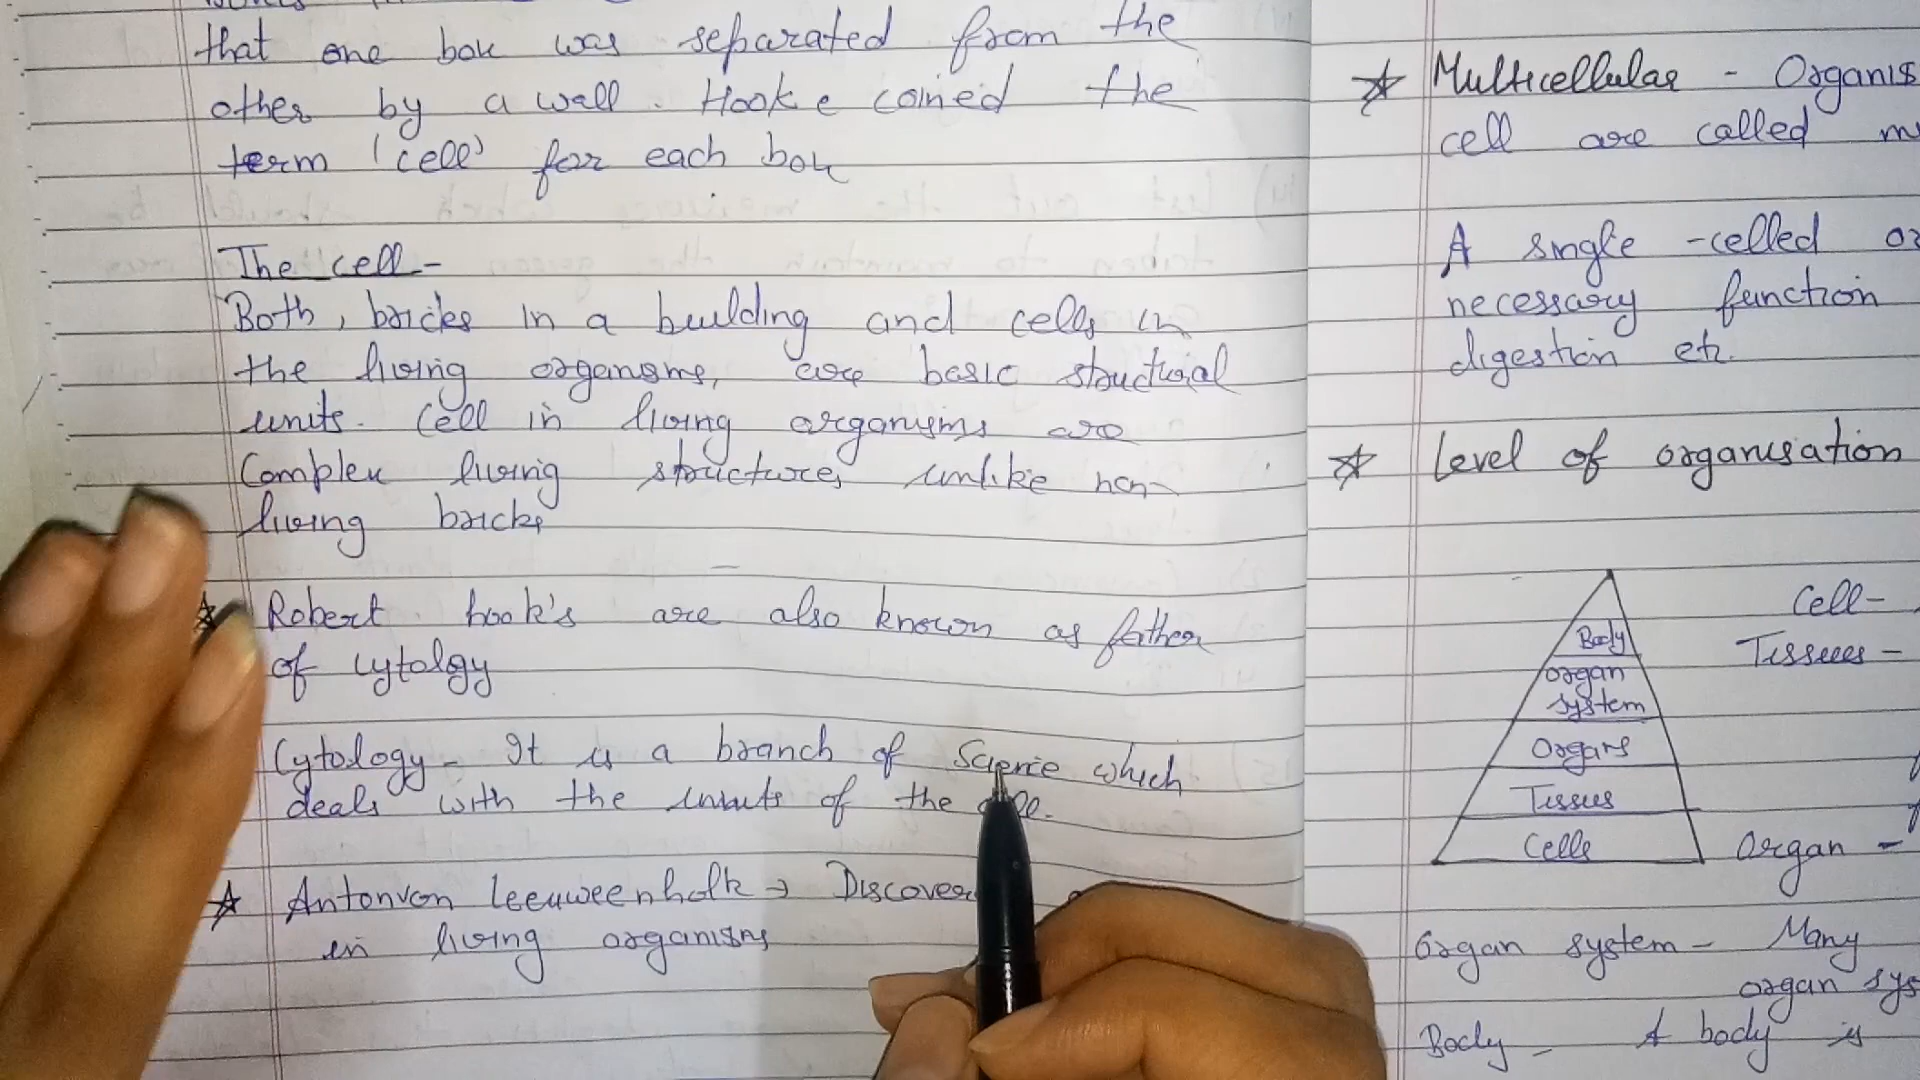 that one box was separated from the
other by a wall. Hooke coined the
term 'cell' for each box
The cell-
Both, bricks in a building and cells in
the living organisms, are basic structural
units. Cell in living organisms are
Complex living structures unlike non-
living bricks
Robert hook's are also known as father
of cytolgy
Cytology - It is a branch of Science which
deals with the the cell.
Antonvon leeuweenholk → Discover
in living organisms
Multicellular - Organis
cell are called m
A single -celled or
necessary function
digestion etc.
level of organisation
Body
organ
system
Organs
Tissues
Cells
Cell-
Tissues-
Organ -
Organ system - Many
organ sys
Body - A body is